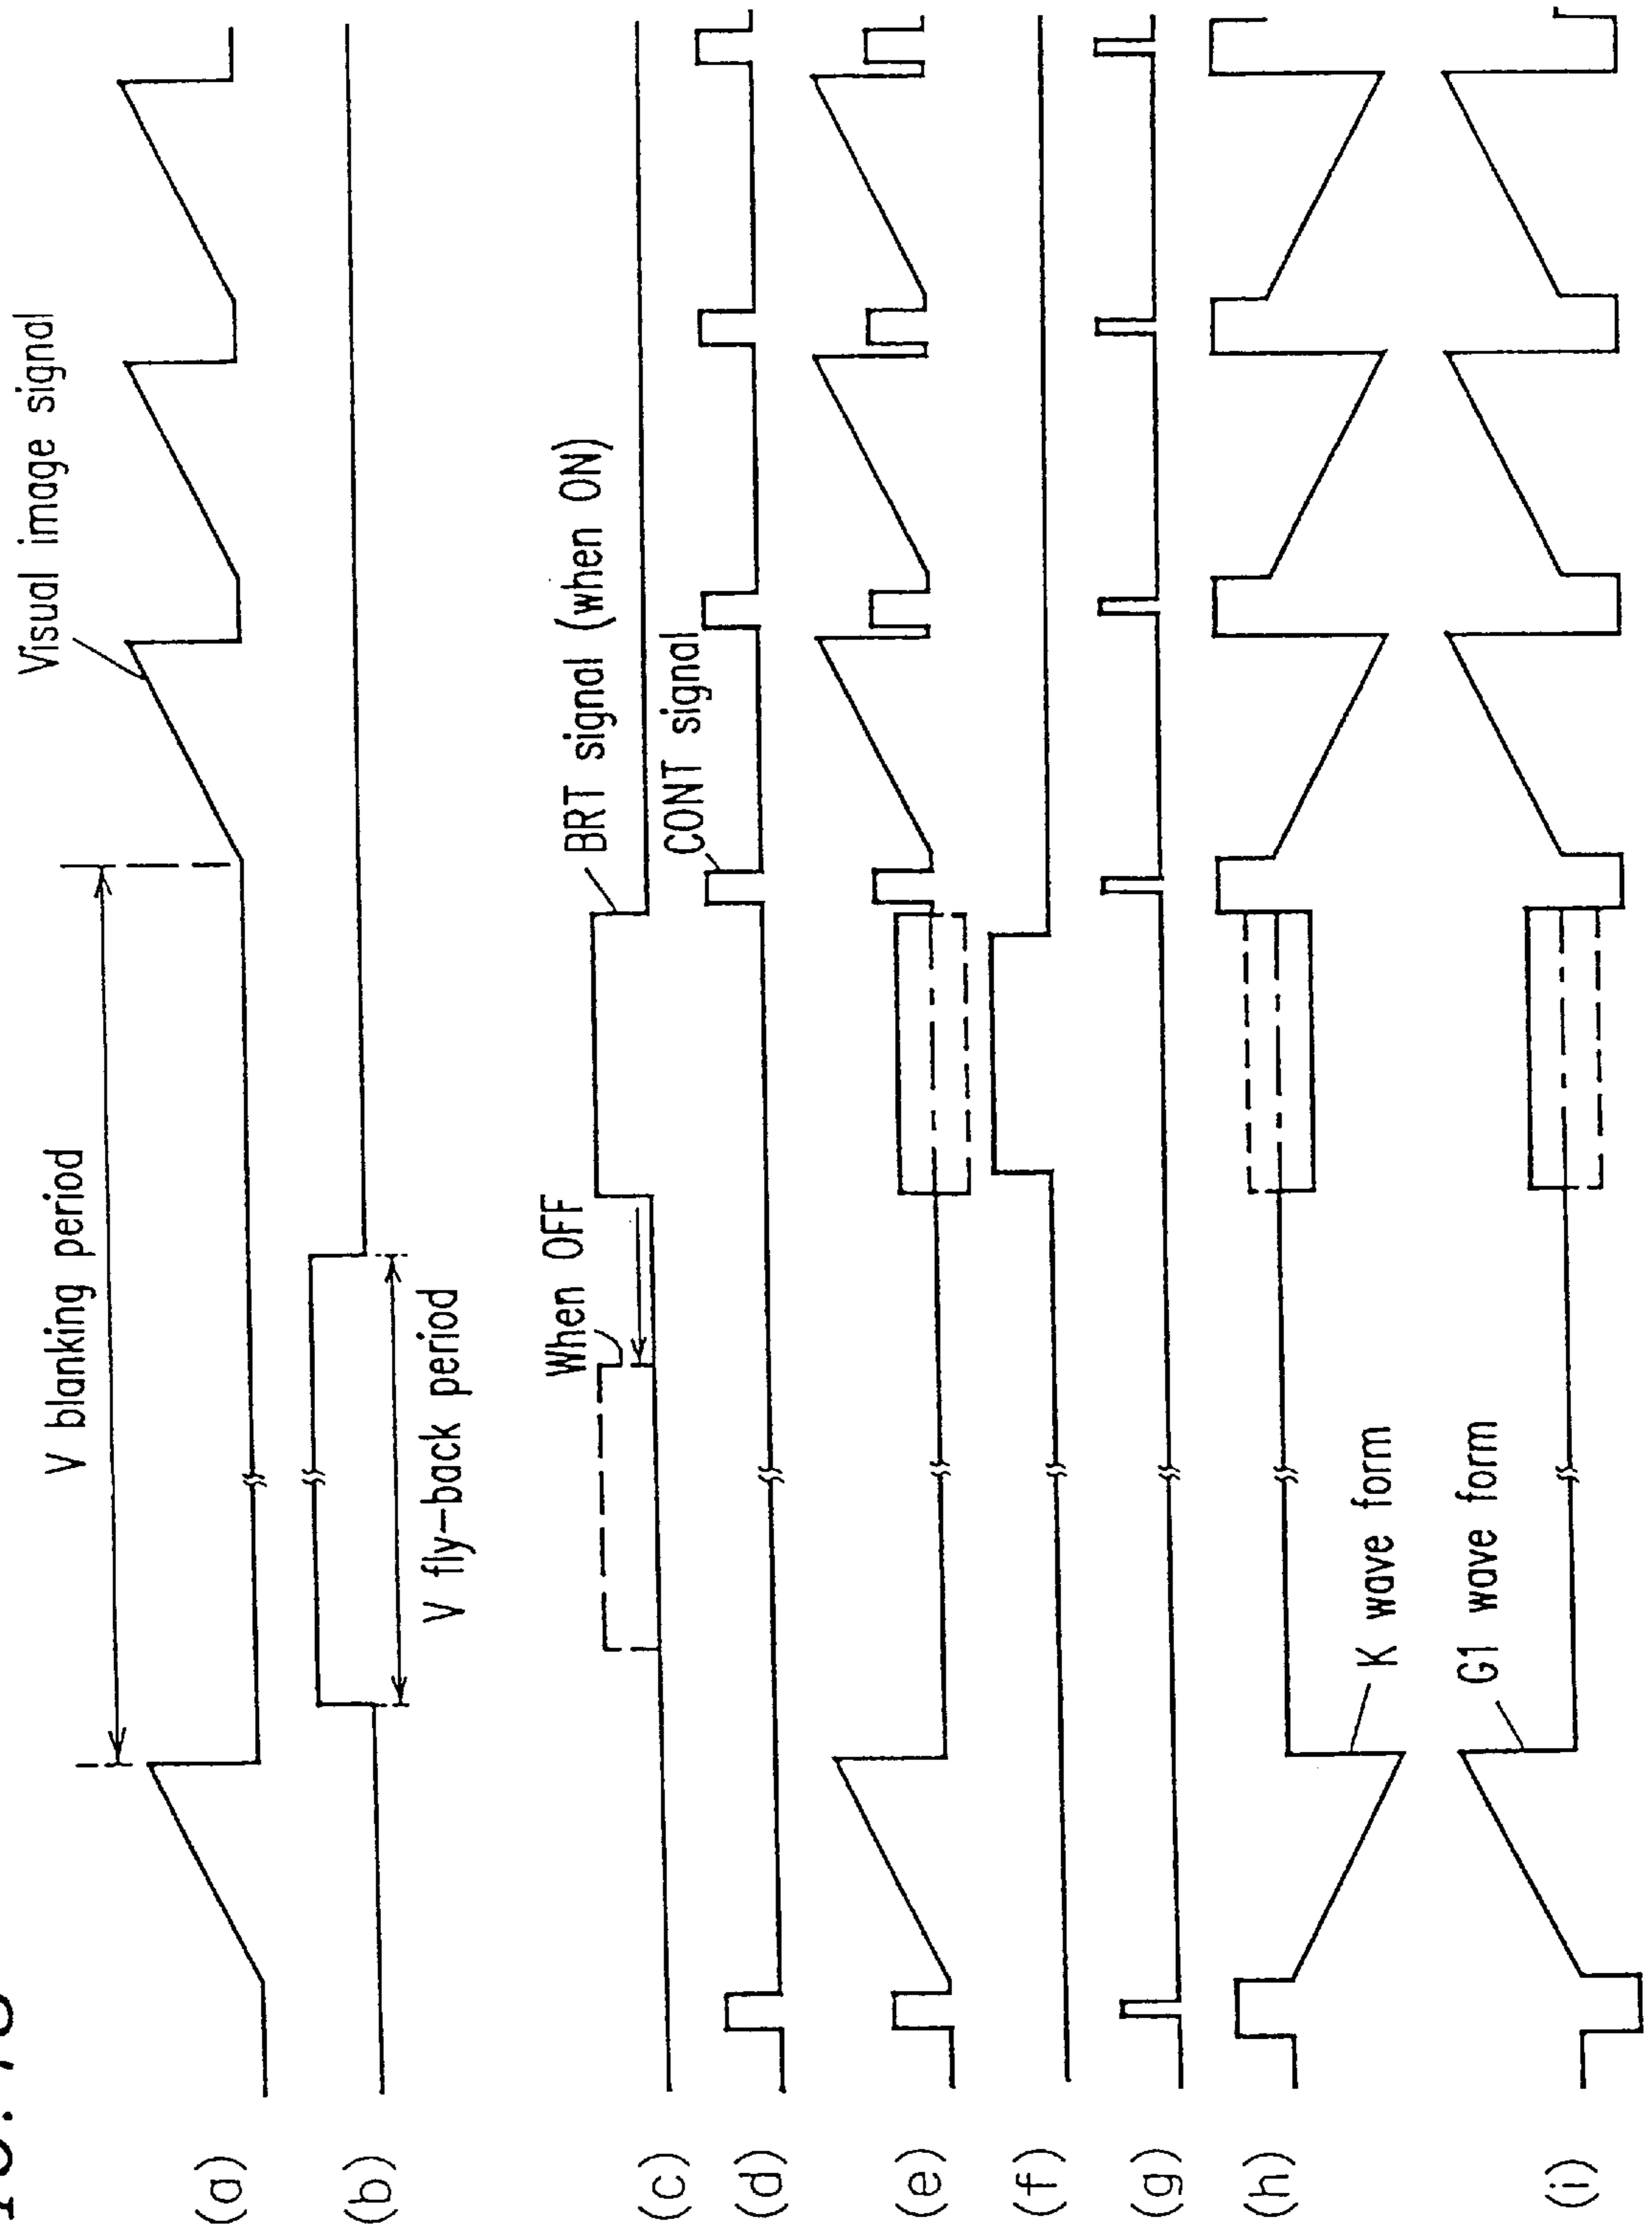 Visual image signal
V blanking period
(a)
(b)
V fly-back period
When OFF
BRT signal (when ON)
(c)
CONT signal
(d)
(e)
(f)
(g)
(h)
K wave form
G1 wave form
(i)